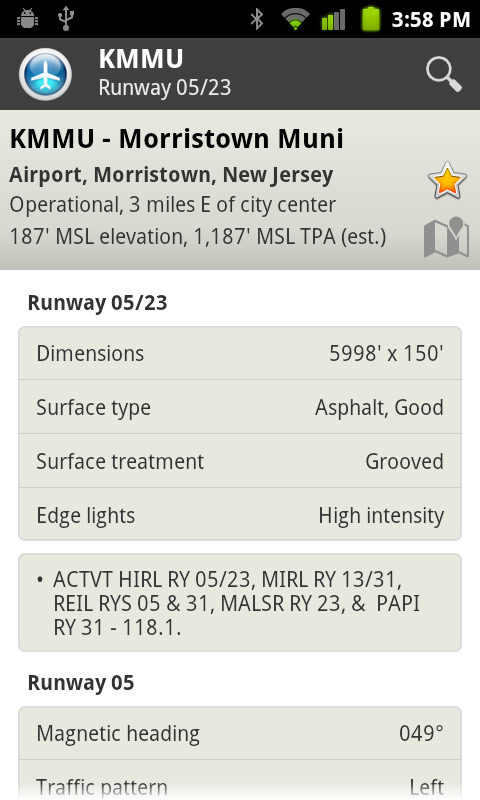 3:58 PM
KMMU
Runway 05/23
KMMU - Morristown Muni
Airport, Morristown, New Jersey
Operational, 3 miles E of city center
187' MSL elevation, 1,187' MSL TPA (est.)
Runway 05/23
Dimensions 5998' x 150'
Surface type Asphalt, Good
Surface treatment Grooved
Edge lights High intensity
• ACTVT HIRL RY 05/23, MIRL RY 13/31,
REIL RYS 05 & 31, MALSR RY 23, & PAPI
RY 31 - 118.1.
Runway 05
Magnetic heading 049°
Traffic pattern Left